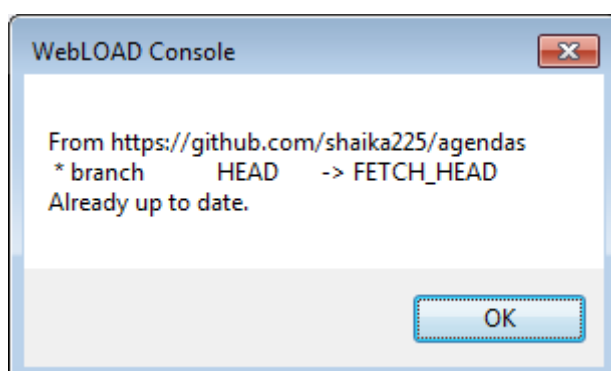 WebLOAD Console
From https://github.com/shaika225/agendas
* branch HEAD -> FETCH_HEAD
Already up to date.
OK